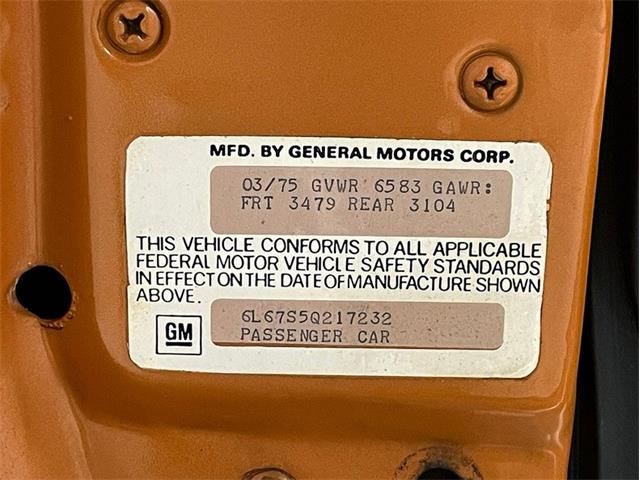 MFD. BY GENERAL MOTORS CORP.
03/75 GVWR 6583 GAWR:
FRT 3479 REAR 3104
THIS VEHICLE CONFORMS TO ALL APPLICABLE
FEDERAL MOTOR VEHICLE SAFETY STANDARDS
IN EFFECT ON THE DATE OF MANUFACTURE SHOWN
ABOVE.
6L67S5Q217232
PASSENGER CAR
GM